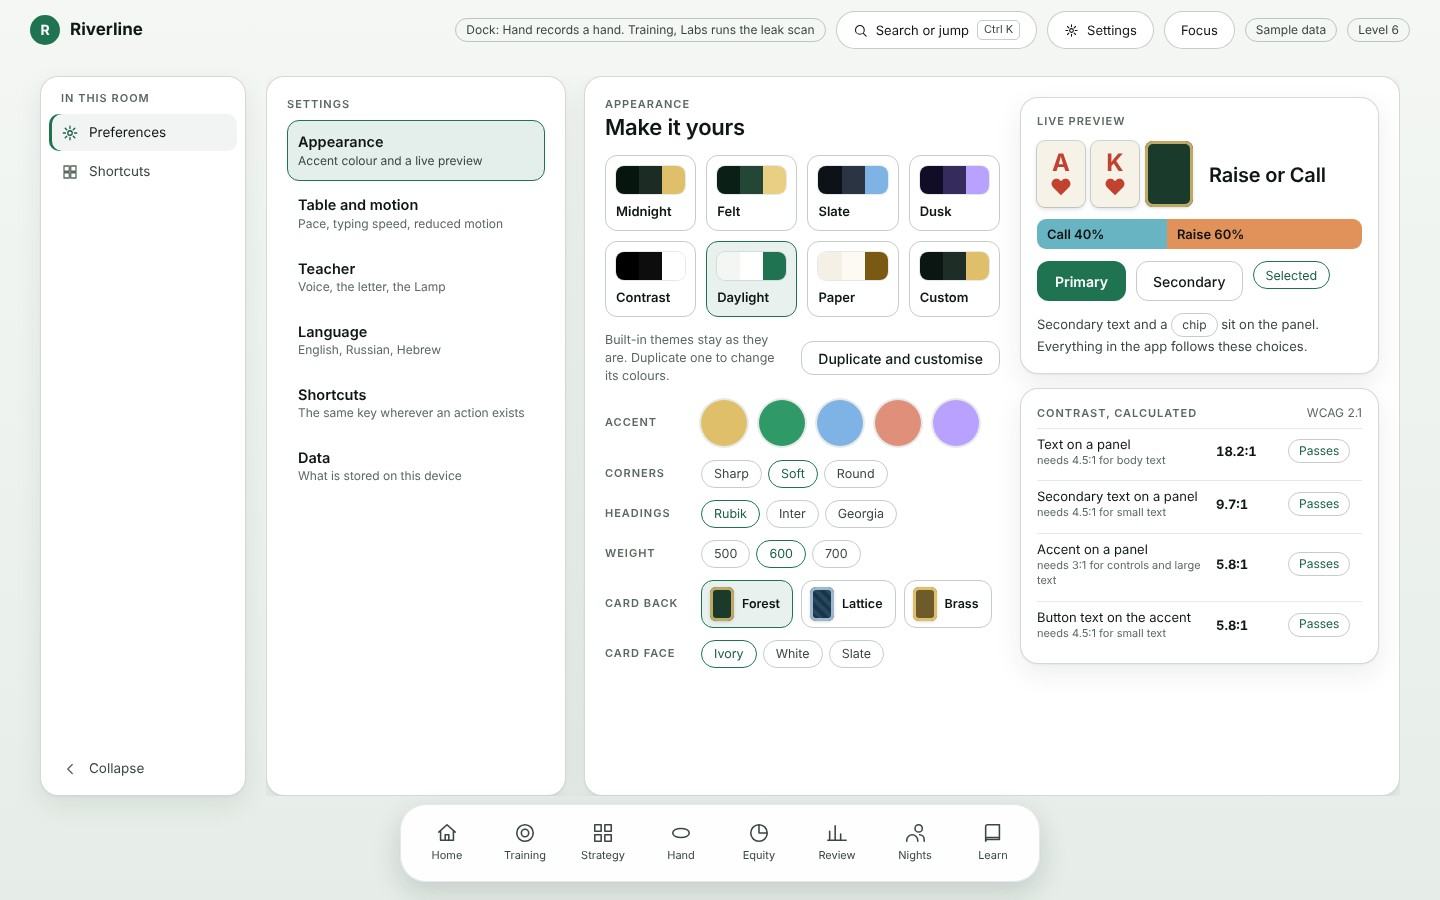 R Riverline
Dock: Hand records a hand. Training, Labs runs the leak scan
Search or jump Ctrl K
Settings
Focus
Sample data
Level 6
IN THIS ROOM
Preferences
Shortcuts
Collapse
SETTINGS
Appearance
Accent colour and a live preview
Table and motion
Pace, typing speed, reduced motion
Teacher
Voice, the letter, the Lamp
Language
English, Russian, Hebrew
Shortcuts
The same key wherever an action exists
Data
What is stored on this device
APPEARANCE
Make it yours
Midnight Felt Slate Dusk
Contrast Daylight Paper Custom
Built-in themes stay as they
are. Duplicate one to change
its colours.
Duplicate and customise
ACCENT
CORNERS Sharp Soft Round
HEADINGS Rubik Inter Georgia
WEIGHT 500 600 700
CARD BACK Forest Lattice Brass
CARD FACE Ivory White Slate
LIVE PREVIEW
A K Raise or Call
Call 40% Raise 60%
Primary Secondary Selected
Secondary text and a chip sit on the panel.
Everything in the app follows these choices.
CONTRAST, CALCULATED WCAG 2.1
Text on a panel
needs 4.5:1 for body text
18.2:1 Passes
Secondary text on a panel
needs 4.5:1 for small text
9.7:1 Passes
Accent on a panel
needs 3:1 for controls and large
text
5.8:1 Passes
Button text on the accent
needs 4.5:1 for small text
5.8:1 Passes
Home Training Strategy Hand Equity Review Nights Learn